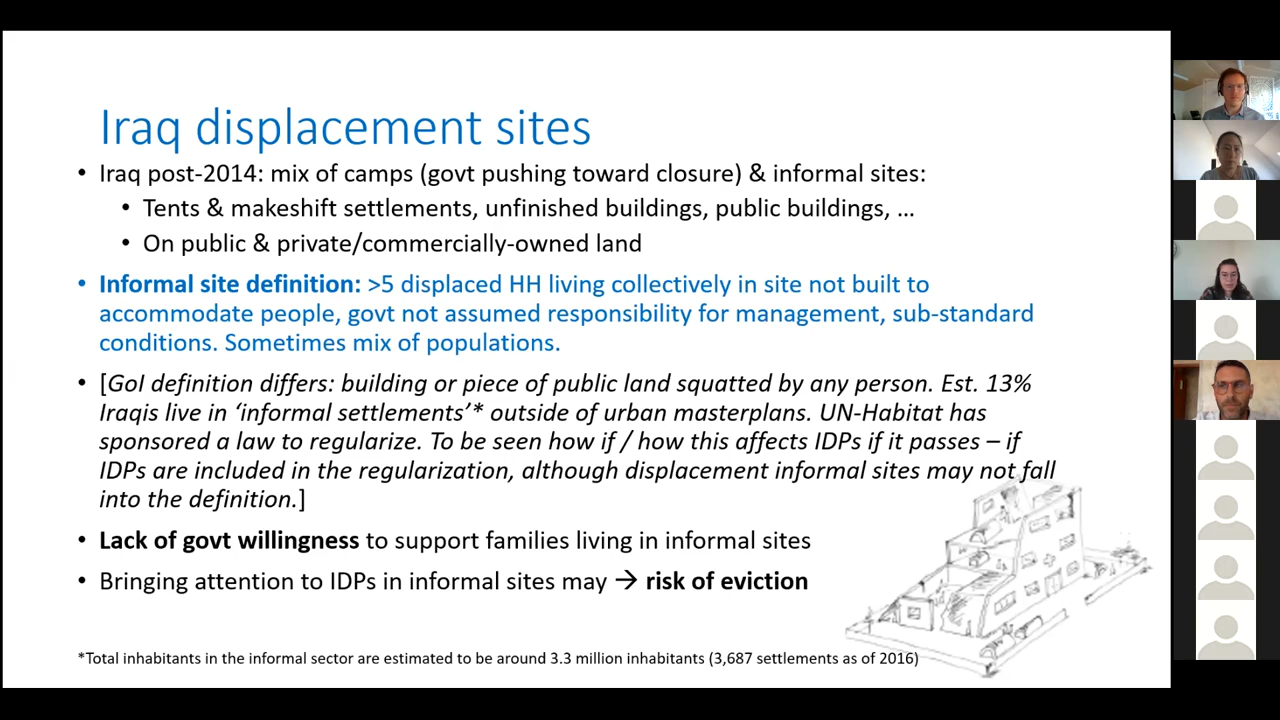 Iraq displacement sites
• Iraq post-2014: mix of camps (govt pushing toward closure) & informal sites:
• Tents & makeshift settlements, unfinished buildings, public buildings, …
• On public & private/commercially-owned land
• Informal site definition: >5 displaced HH living collectively in site not built to
accommodate people, govt not assumed responsibility for management, sub-standard
conditions. Sometimes mix of populations.
• [GoI definition differs: building or piece of public land squatted by any person. Est. 13%
Iraqis live in ‘informal settlements’* outside of urban masterplans. UN-Habitat has
sponsored a law to regularize. To be seen how if / how this affects IDPs if it passes – if
IDPs are included in the regularization, although displacement informal sites may not fall
into the definition.]
• Lack of govt willingness to support families living in informal sites
• Bringing attention to IDPs in informal sites may → risk of eviction
*Total inhabitants in the informal sector are estimated to be around 3.3 million inhabitants (3,687 settlements as of 2016)